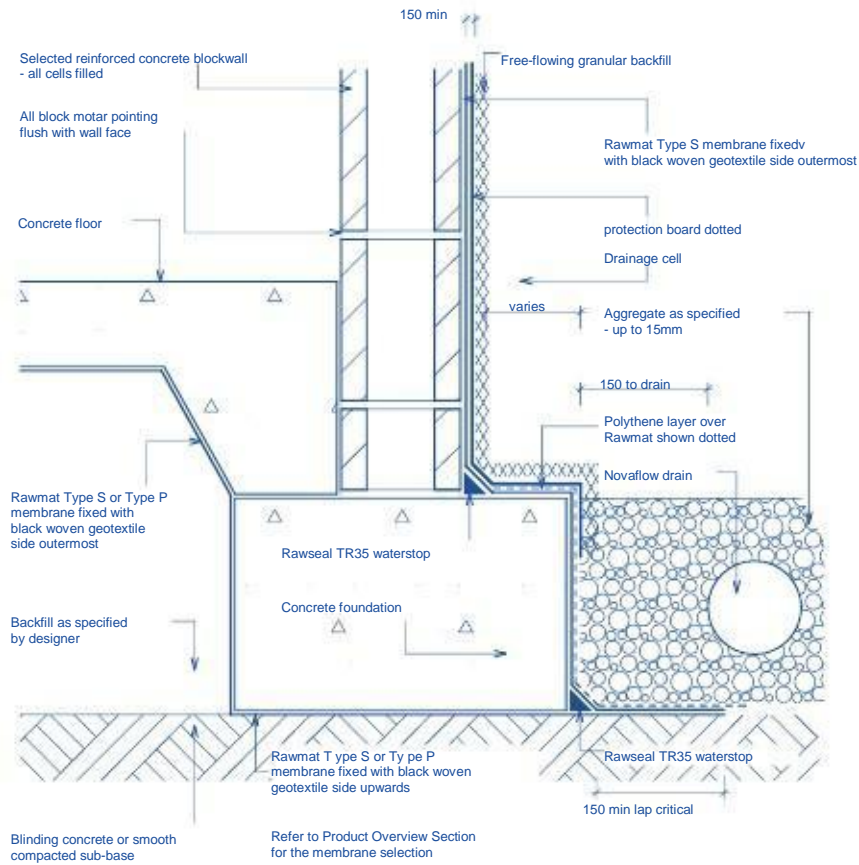 150 min
Selected reinforced concrete blockwall
- all cells filled
Free-flowing granular backfill
All block motar pointing
flush with wall face
Rawmat Type S membrane fixedv
with black woven geotextile side outermost
Concrete floor
protection board dotted
Drainage cell
varies
Aggregate as specified
- up to 15mm
150 to drain
Polythene layer over
Rawmat shown dotted
Novaflow drain
Rawmat Type S or Type P
membrane fixed with
black woven geotextile
side outermost
Rawseal TR35 waterstop
Concrete foundation
Backfill as specified
by designer
Rawmat T ype S or Ty pe P
membrane fixed with black woven
geotextile side upwards
Rawseal TR35 waterstop
150 min lap critical
Blinding concrete or smooth
compacted sub-base
Refer to Product Overview Section
for the membrane selection